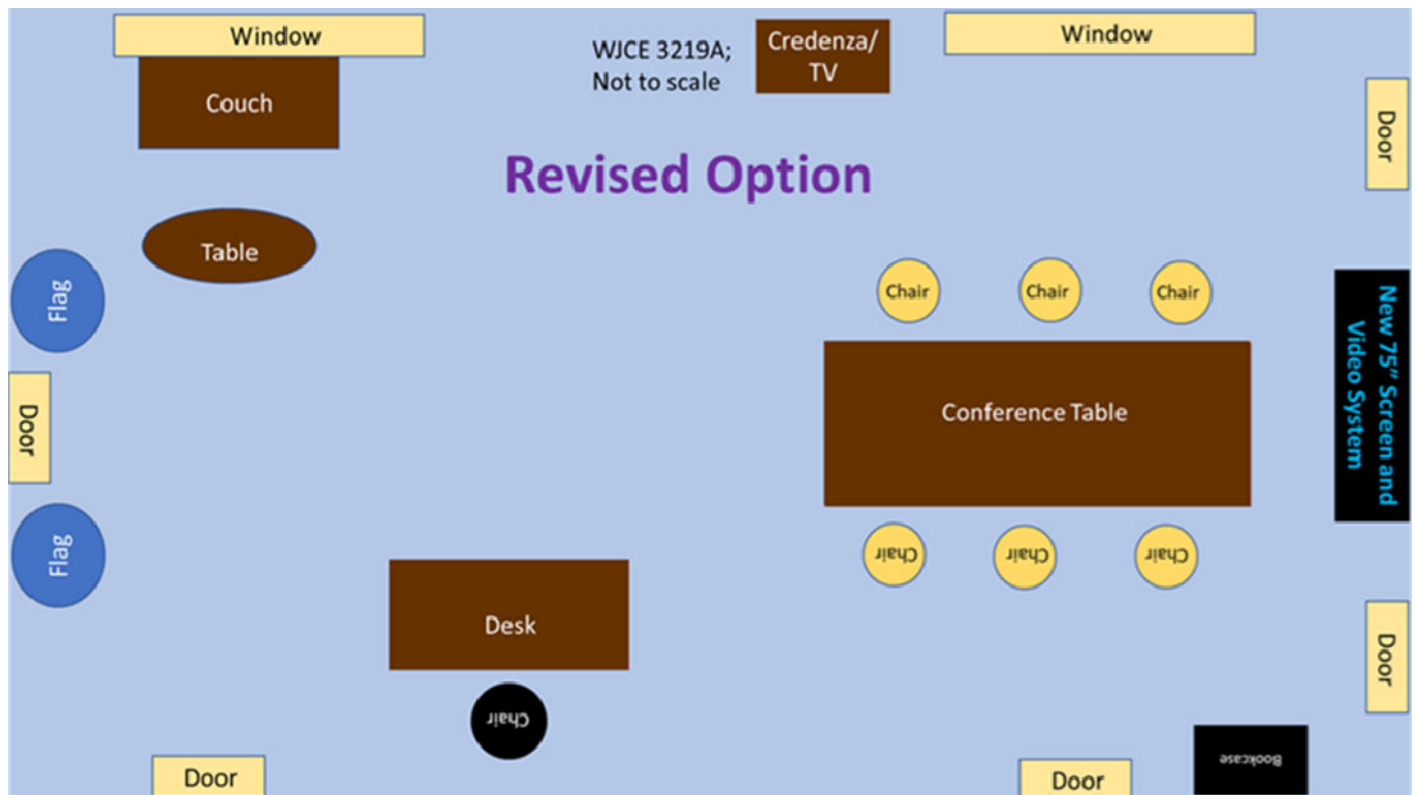 Window
WJCE 3219A;
Not to scale
Credenza/
TV
Window
Couch
Door
Revised Option
Table
Flag
Chair
Chair
Chair
New 75” Screen and
Video System
Door
Conference Table
Flag
Chair
Chair
Chair
Desk
Door
Chair
Bookcase
Door
Door